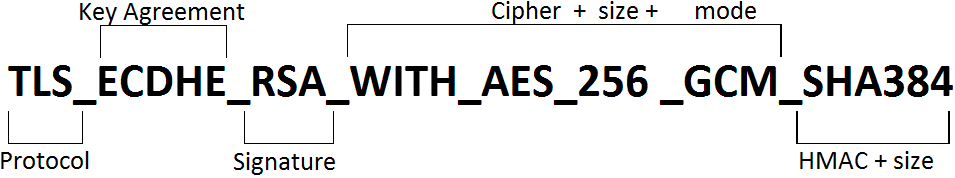 Key Agreement Cipher + size + mode
TLS_ECDHE_RSA_WITH_AES_256 _GCM_SHA384
Protocol Signature HMAC + size